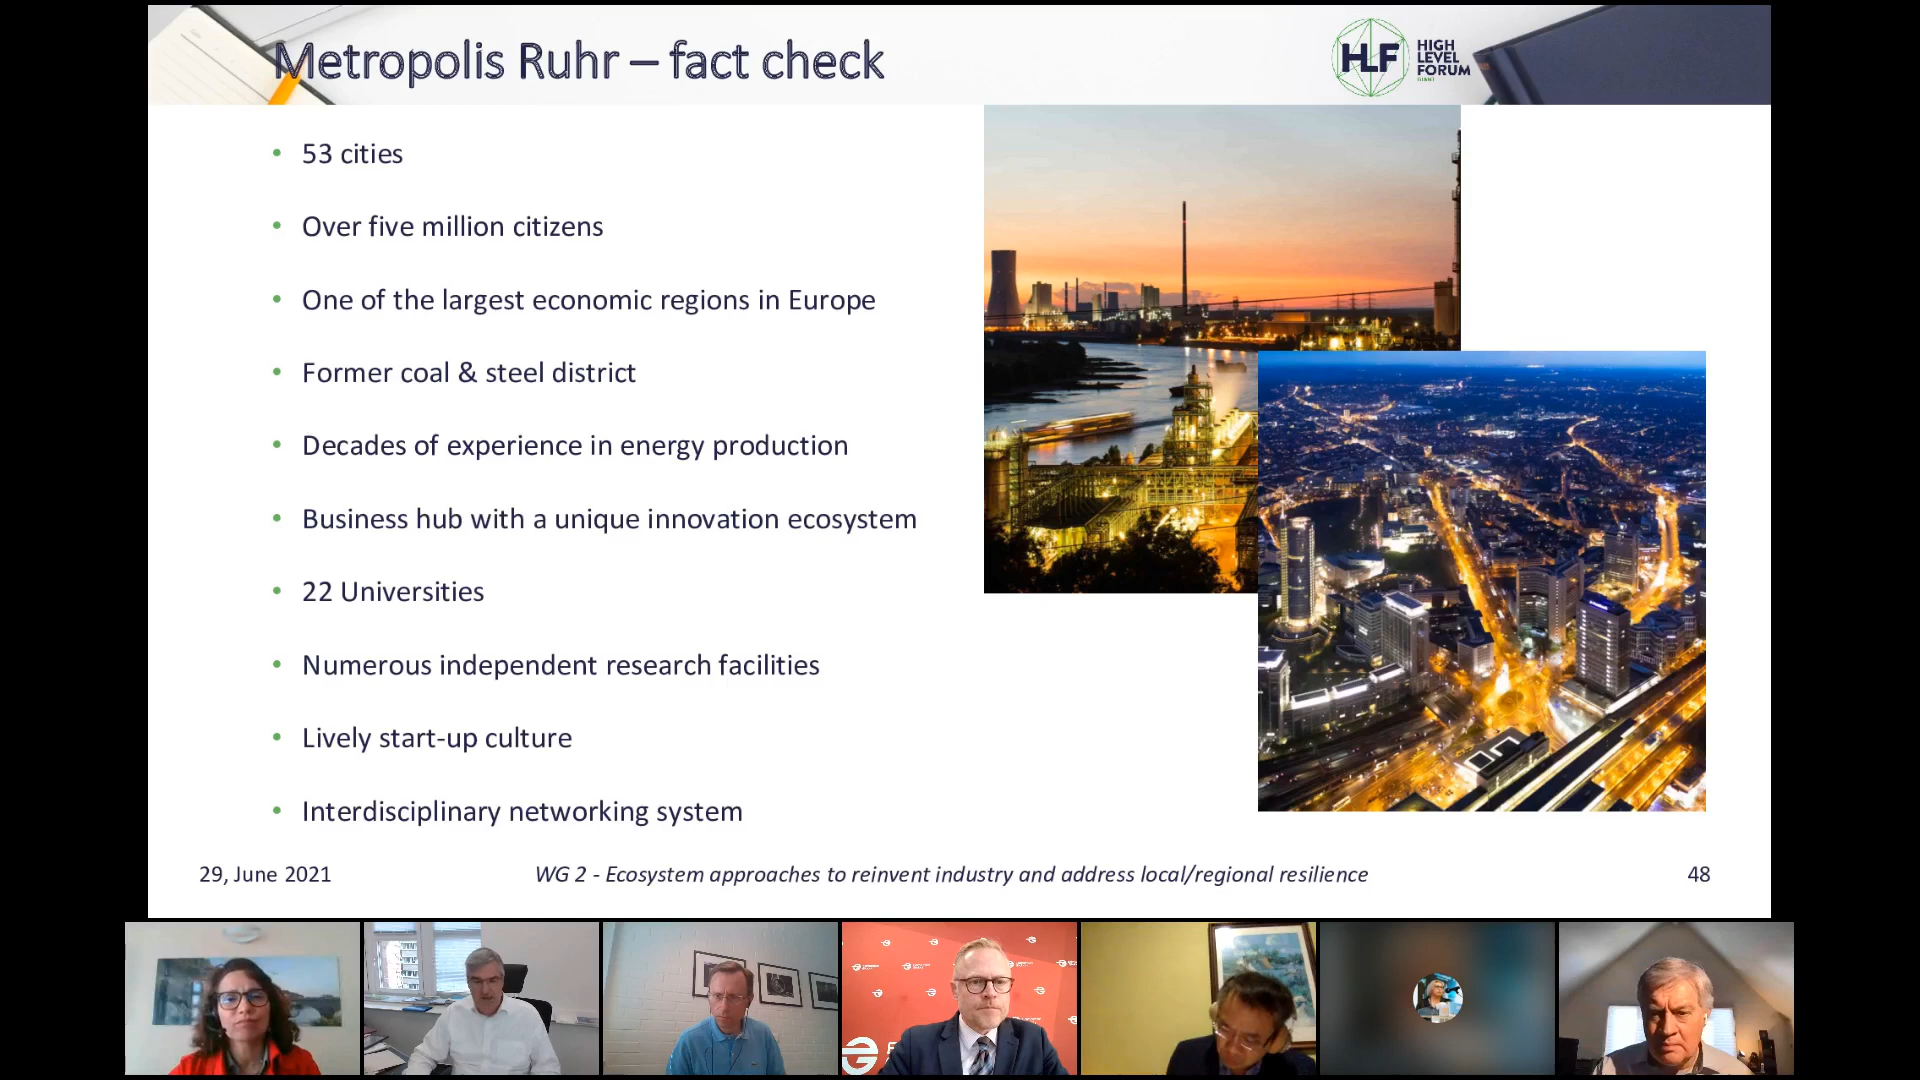 Metropolis Ruhr – fact check
HLF
HIGH
LEVEL
FORUM
• 53 cities
• Over five million citizens
• One of the largest economic regions in Europe
• Former coal & steel district
• Decades of experience in energy production
• Business hub with a unique innovation ecosystem
• 22 Universities
• Numerous independent research facilities
• Lively start-up culture
• Interdisciplinary networking system
29, June 2021
WG 2 - Ecosystem approaches to reinvent industry and address local/regional resilience
48